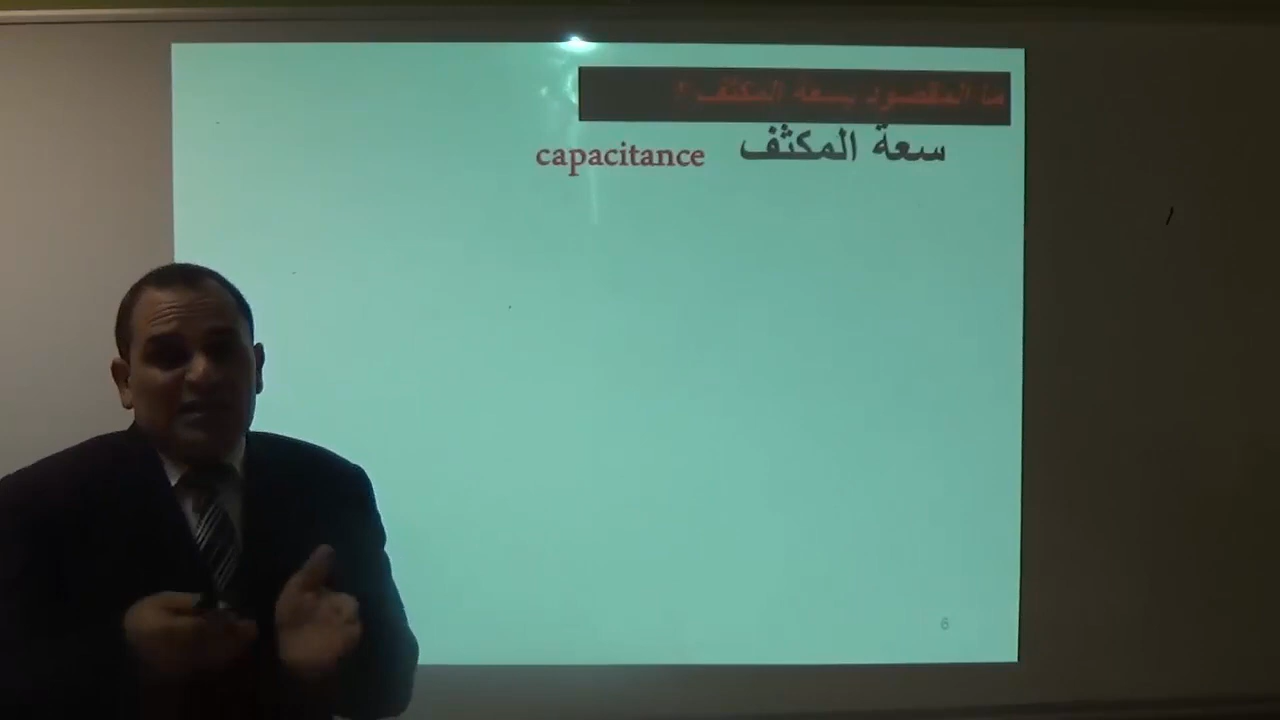 ما المقصود بسعة المكثف ؟
سعة المكثف capacitance
6